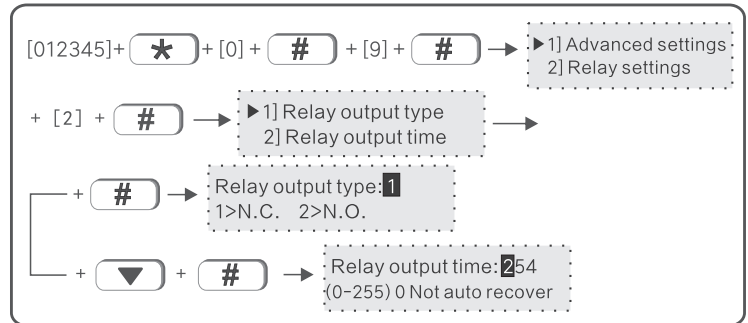 [012345]+ * + [0] + # + [9] + #
▶1] Advanced settings
2] Relay settings
+ [2] + #
▶1] Relay output type
2] Relay output time
+ #
Relay output type:1
1>N.C. 2>N.O.
+ ▼ + #
Relay output time: 254
(0-255) 0 Not auto recover